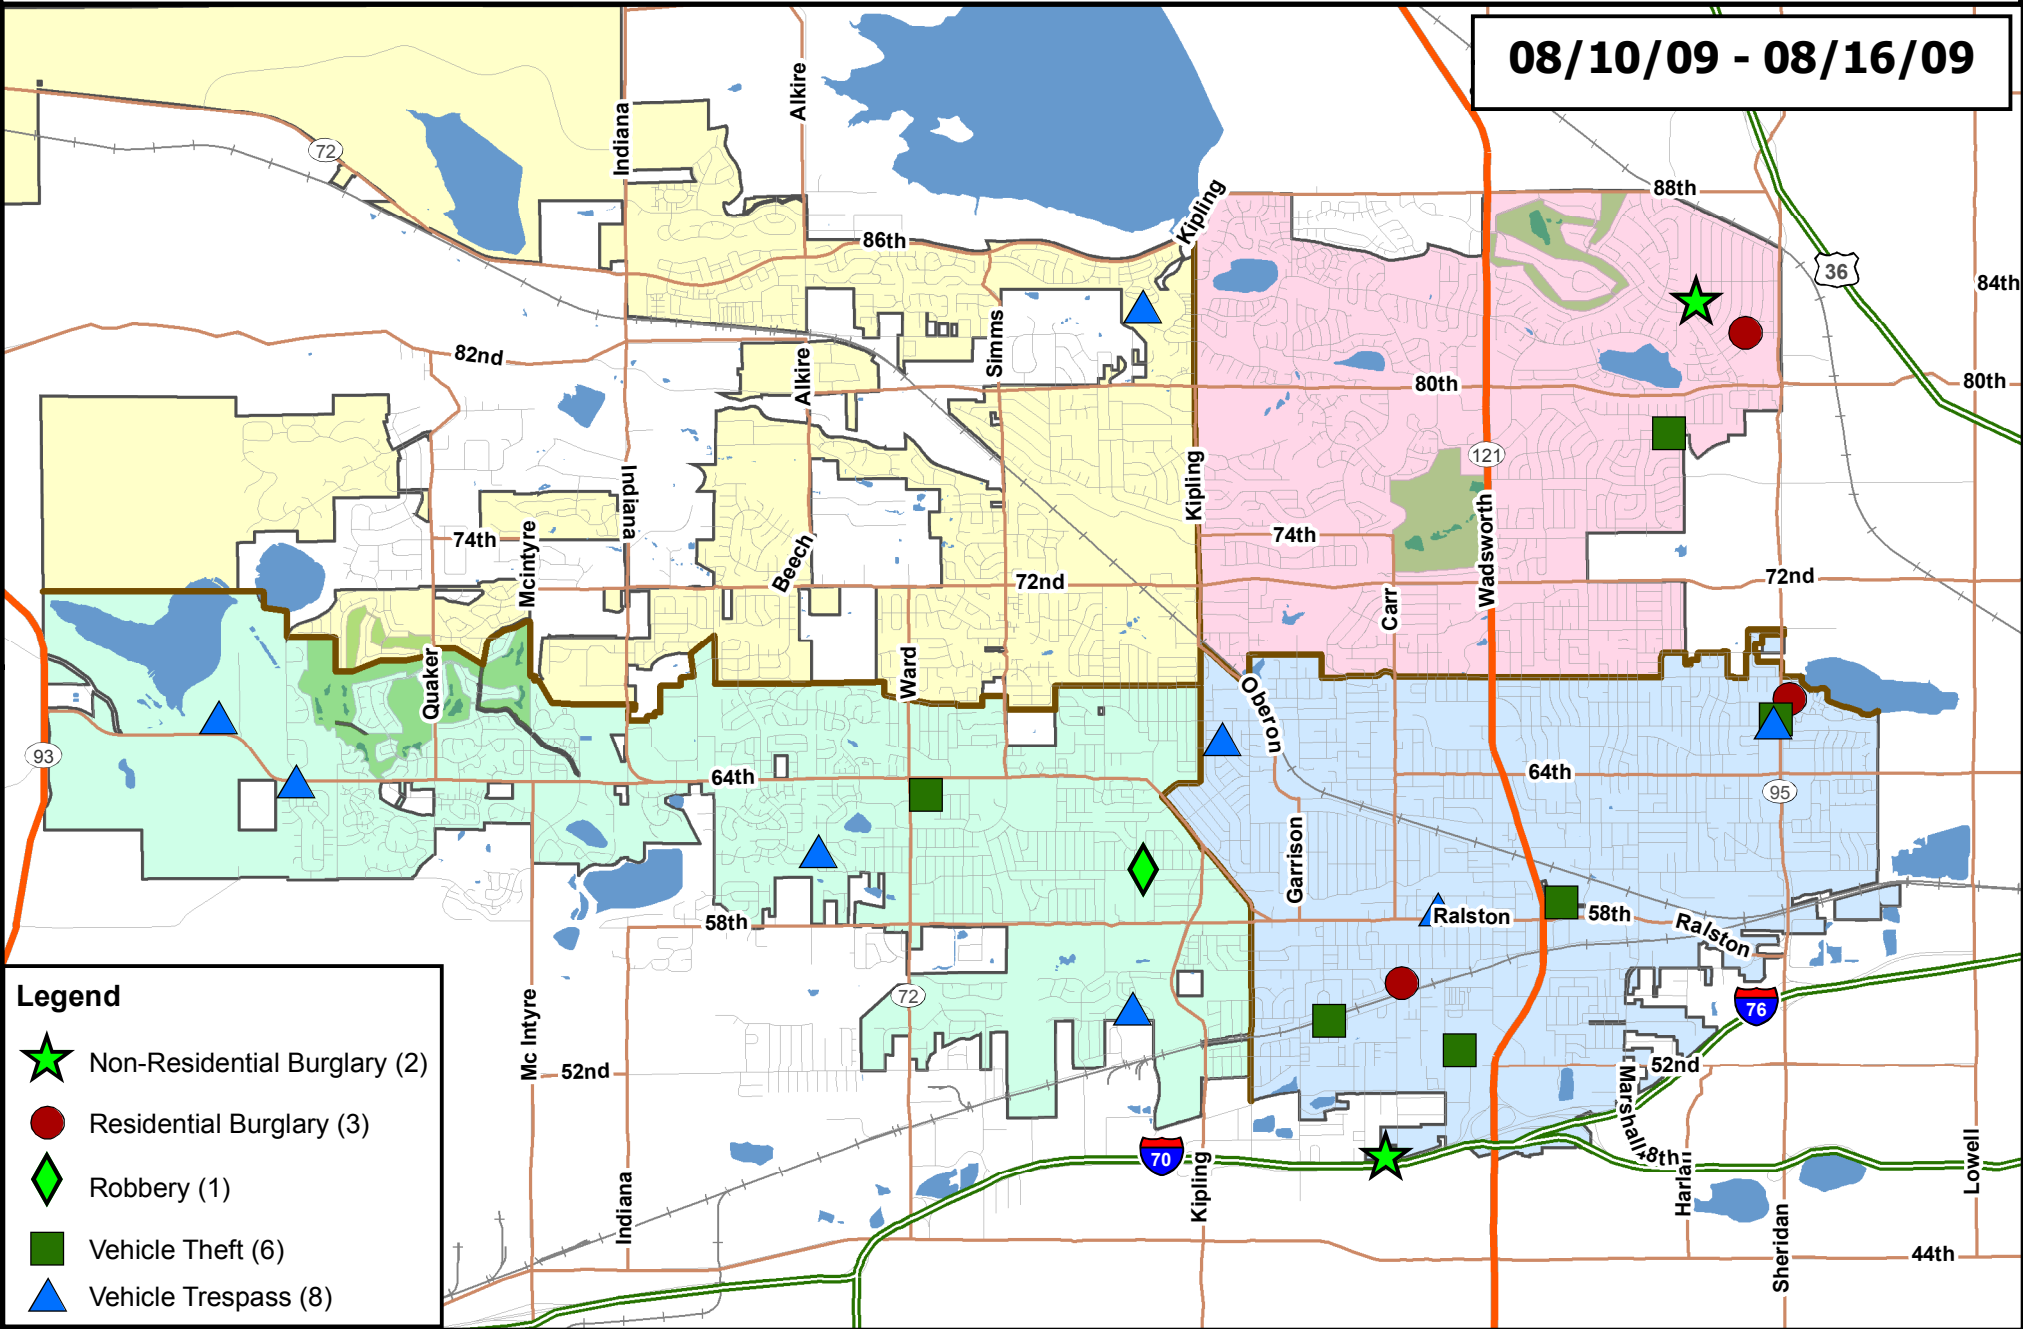 08/10/09 - 08/16/09
Indiana
Alkire
72
Kipling
88th
86th
36
84th
Simms
82nd
Alkire
80th
80th
121
Indiana
Kipling
Wadsworth
74th
Mcintyre
Beech
74th
72nd
72nd
Carr
Quaker
Ward
Oberon
93
64th
64th
95
Garrison
58th
Ralston
58th
Ralston
72
76
Mc Intyre
52nd
52nd
Marshall
48th
Harlan
70
Kipling
Indiana
Lowell
Sheridan
44th
Legend
Non-Residential Burglary (2)
Residential Burglary (3)
Robbery (1)
Vehicle Theft (6)
Vehicle Trespass (8)